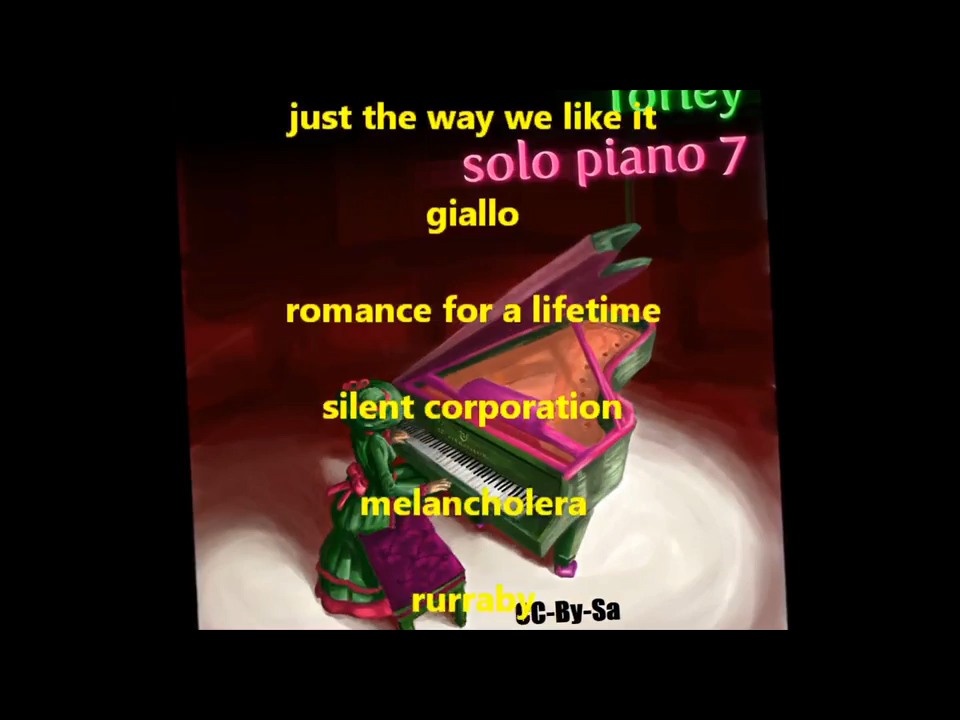 Torley
just the way we like it
solo piano 7
giallo
romance for a lifetime
silent corporation
melancholera
rurraby
CC-By-Sa